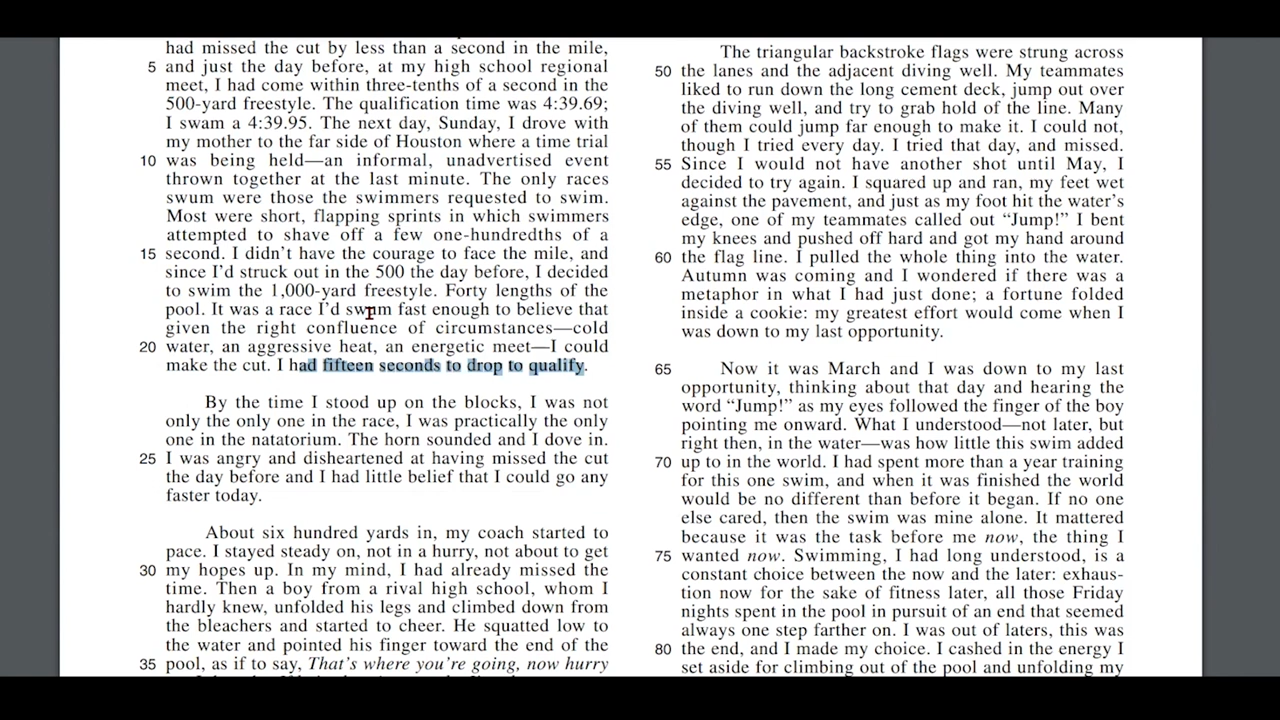 had missed the cut by less than a second in the mile,
5 and just the day before, at my high school regional
meet, I had come within three-tenths of a second in the
500-yard freestyle. The qualification time was 4:39.69;
I swam a 4:39.95. The next day, Sunday, I drove with
my mother to the far side of Houston where a time trial
10 was being held—an informal, unadvertised event
thrown together at the last minute. The only races
swum were those the swimmers requested to swim.
Most were short, flapping sprints in which swimmers
attempted to shave off a few one-hundredths of a
15 second. I didn't have the courage to face the mile, and
since I'd struck out in the 500 the day before, I decided
to swim the 1,000-yard freestyle. Forty lengths of the
pool. It was a race I'd swum fast enough to believe that
given the right confluence of circumstances—cold
20 water, an aggressive heat, an energetic meet—I could
make the cut. I had fifteen seconds to drop to qualify.
By the time I stood up on the blocks, I was not
only the only one in the race, I was practically the only
one in the natatorium. The horn sounded and I dove in.
25 I was angry and disheartened at having missed the cut
the day before and I had little belief that I could go any
faster today.
About six hundred yards in, my coach started to
pace. I stayed steady on, not in a hurry, not about to get
30 my hopes up. In my mind, I had already missed the
time. Then a boy from a rival high school, whom I
hardly knew, unfolded his legs and climbed down from
the bleachers and started to cheer. He squatted low to
the water and pointed his finger toward the end of the
35 pool, as if to say, That's where you're going, now hurry
The triangular backstroke flags were strung across
50 the lanes and the adjacent diving well. My teammates
liked to run down the long cement deck, jump out over
the diving well, and try to grab hold of the line. Many
of them could jump far enough to make it. I could not,
though I tried every day. I tried that day, and missed.
55 Since I would not have another shot until May, I
decided to try again. I squared up and ran, my feet wet
against the pavement, and just as my foot hit the water's
edge, one of my teammates called out “Jump!” I bent
my knees and pushed off hard and got my hand around
60 the flag line. I pulled the whole thing into the water.
Autumn was coming and I wondered if there was a
metaphor in what I had just done; a fortune folded
inside a cookie: my greatest effort would come when I
was down to my last opportunity.
65 Now it was March and I was down to my last
opportunity, thinking about that day and hearing the
word “Jump!” as my eyes followed the finger of the boy
pointing me onward. What I understood—not later, but
right then, in the water—was how little this swim added
70 up to in the world. I had spent more than a year training
for this one swim, and when it was finished the world
would be no different than before it began. If no one
else cared, then the swim was mine alone. It mattered
because it was the task before me now, the thing I
75 wanted now. Swimming, I had long understood, is a
constant choice between the now and the later: exhaus-
tion now for the sake of fitness later, all those Friday
nights spent in the pool in pursuit of an end that seemed
always one step farther on. I was out of laters, this was
80 the end, and I made my choice. I cashed in the energy I
set aside for climbing out of the pool and unfolding my